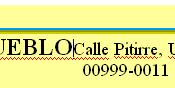 UEBLO Calle Pitirre, U
00999-0011